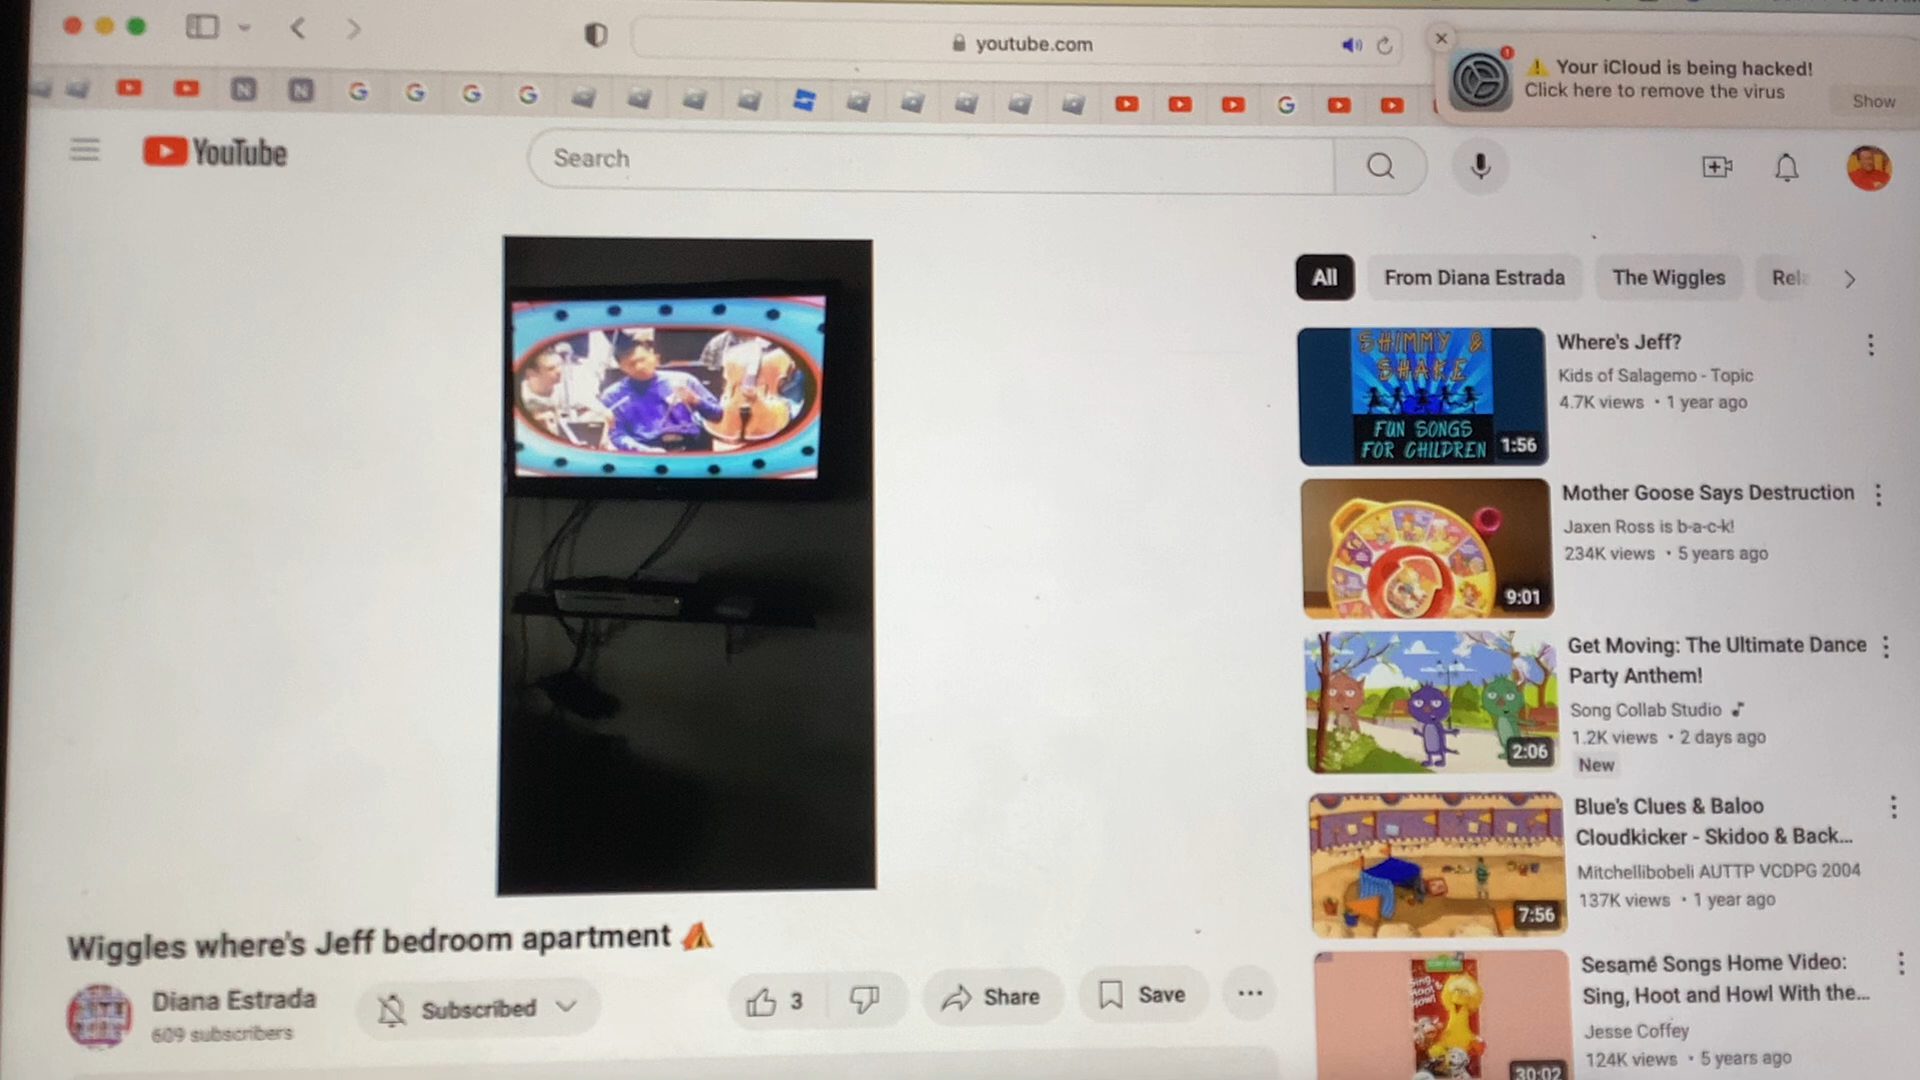 youtube.com
⚠️ Your iCloud is being hacked!
Click here to remove the virus
Show
YouTube
Search
All
From Diana Estrada
The Wiggles
SHIMMY &
SHAKE
FUN SONGS
FOR CHILDREN
1:56
Where's Jeff?
Kids of Salagemo - Topic
4.7K views • 1 year ago
9:01
Mother Goose Says Destruction
Jaxen Ross is b-a-c-k!
234K views • 5 years ago
2:06
Get Moving: The Ultimate Dance
Party Anthem!
Song Collab Studio
1.2K views • 2 days ago
New
7:56
Blue's Clues & Baloo
Cloudkicker - Skidoo & Back...
Mitchellibobeli AUTTP VCDPG 2004
137K views • 1 year ago
30:02
Sesame Songs Home Video:
Sing, Hoot and Howl With the...
Jesse Coffey
124K views • 5 years ago
Wiggles where's Jeff bedroom apartment
Diana Estrada
609 subscribers
Subscribed
3
Share
Save